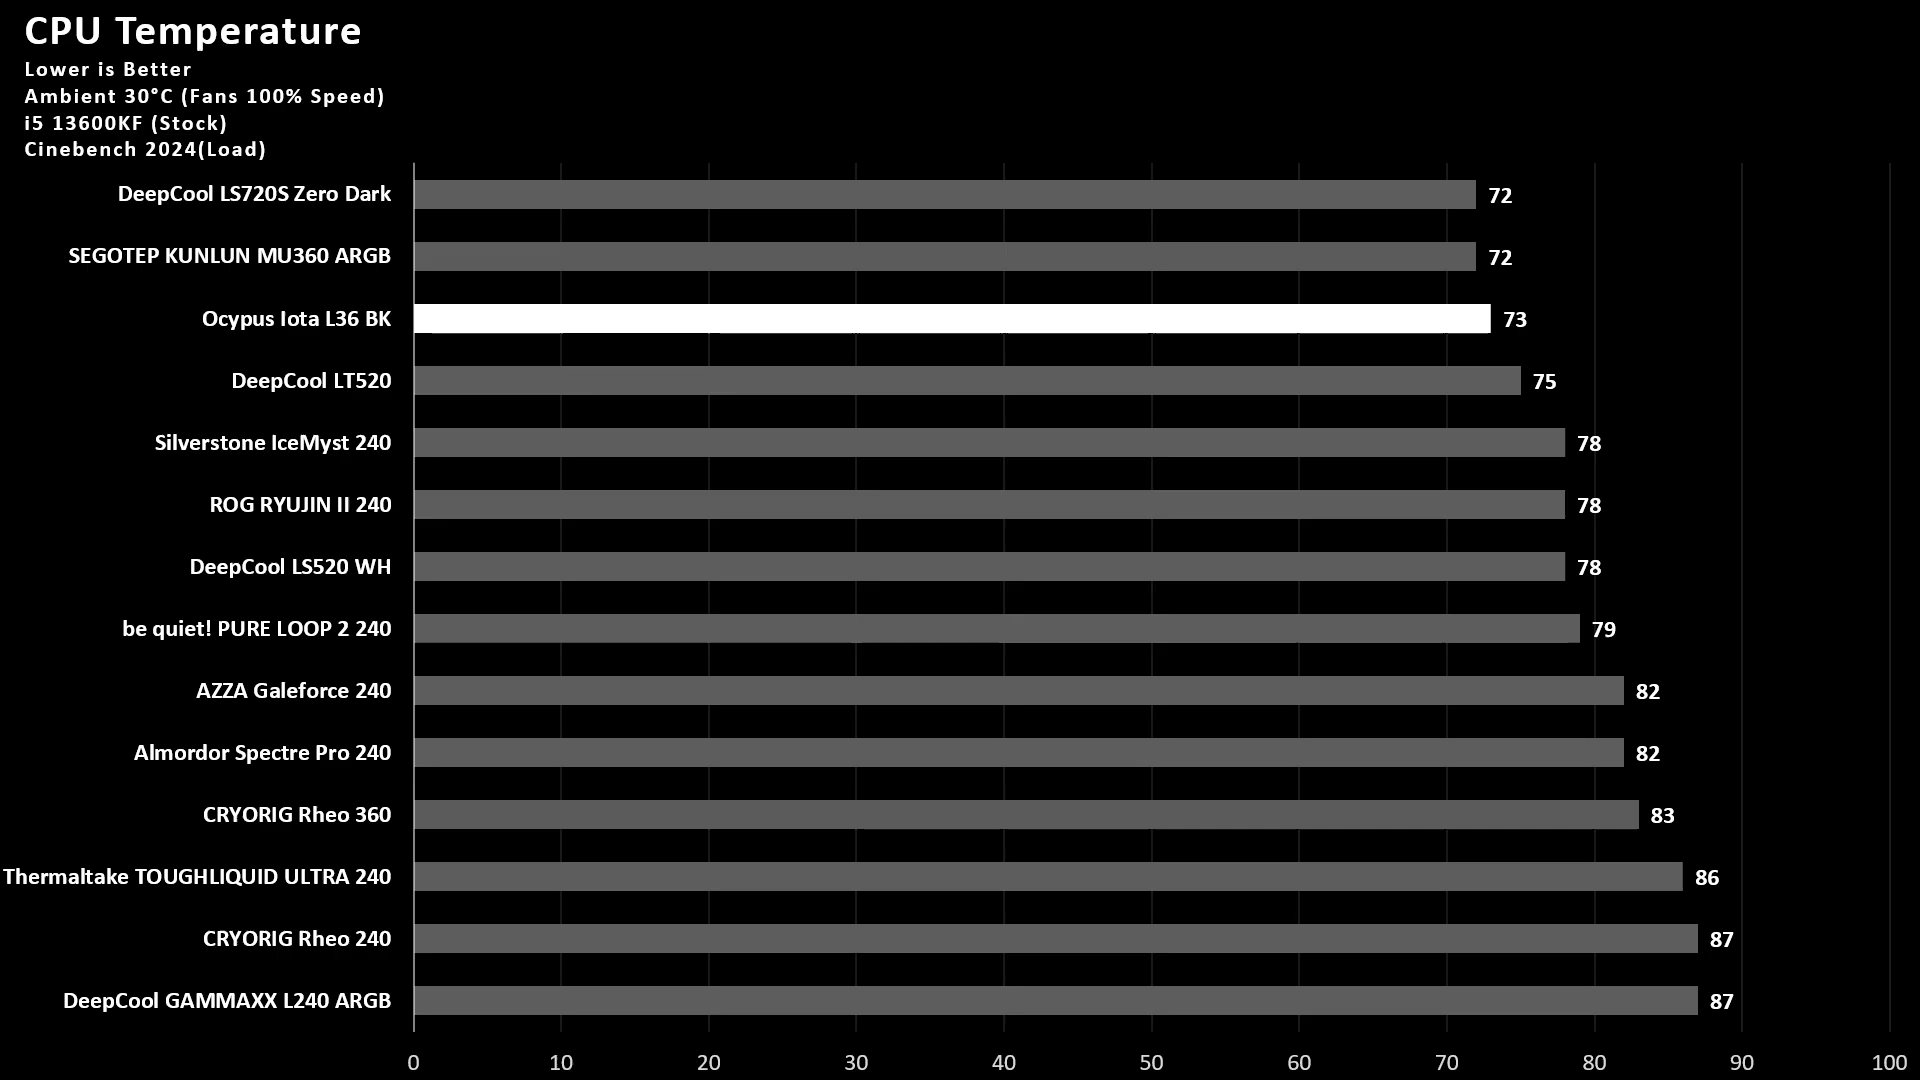 CPU Temperature
Lower is Better
Ambient 30°C (Fans 100% Speed)
i5 13600KF (Stock)
Cinebench 2024(Load)
DeepCool LS720S Zero Dark 72
SEGOTEP KUNLUN MU360 ARGB 72
Ocypus Iota L36 BK 73
DeepCool LT520 75
Silverstone IceMyst 240 78
ROG RYUJIN II 240 78
DeepCool LS520 WH 78
be quiet! PURE LOOP 2 240 79
AZZA Galeforce 240 82
Almordor Spectre Pro 240 82
CRYORIG Rheo 360 83
Thermaltake TOUGHLIQUID ULTRA 240 86
CRYORIG Rheo 240 87
DeepCool GAMMAXX L240 ARGB 87
0 10 20 30 40 50 60 70 80 90 100